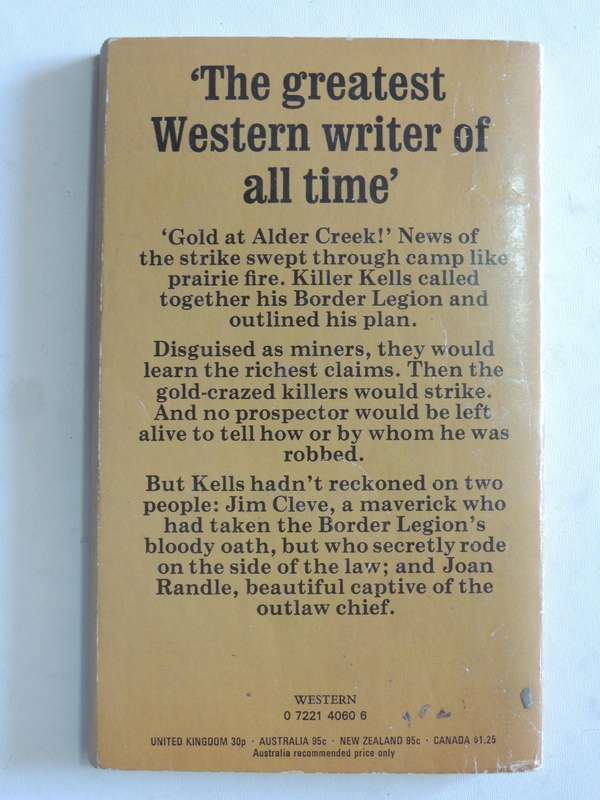 ‘The greatest
Western writer of
all time’
‘Gold at Alder Creek!’ News of
the strike swept through camp like
prairie fire. Killer Kells called
together his Border Legion and
outlined his plan.
Disguised as miners, they would
learn the richest claims. Then the
gold-crazed killers would strike.
And no prospector would be left
alive to tell how or by whom he was
robbed.
But Kells hadn’t reckoned on two
people: Jim Cleve, a maverick who
had taken the Border Legion’s
bloody oath, but who secretly rode
on the side of the law; and Joan
Randle, beautiful captive of the
outlaw chief.
WESTERN
0 7221 4060 6
UNITED KINGDOM 30p · AUSTRALIA 95c · NEW ZEALAND 95c · CANADA $1.25
Australia recommended price only